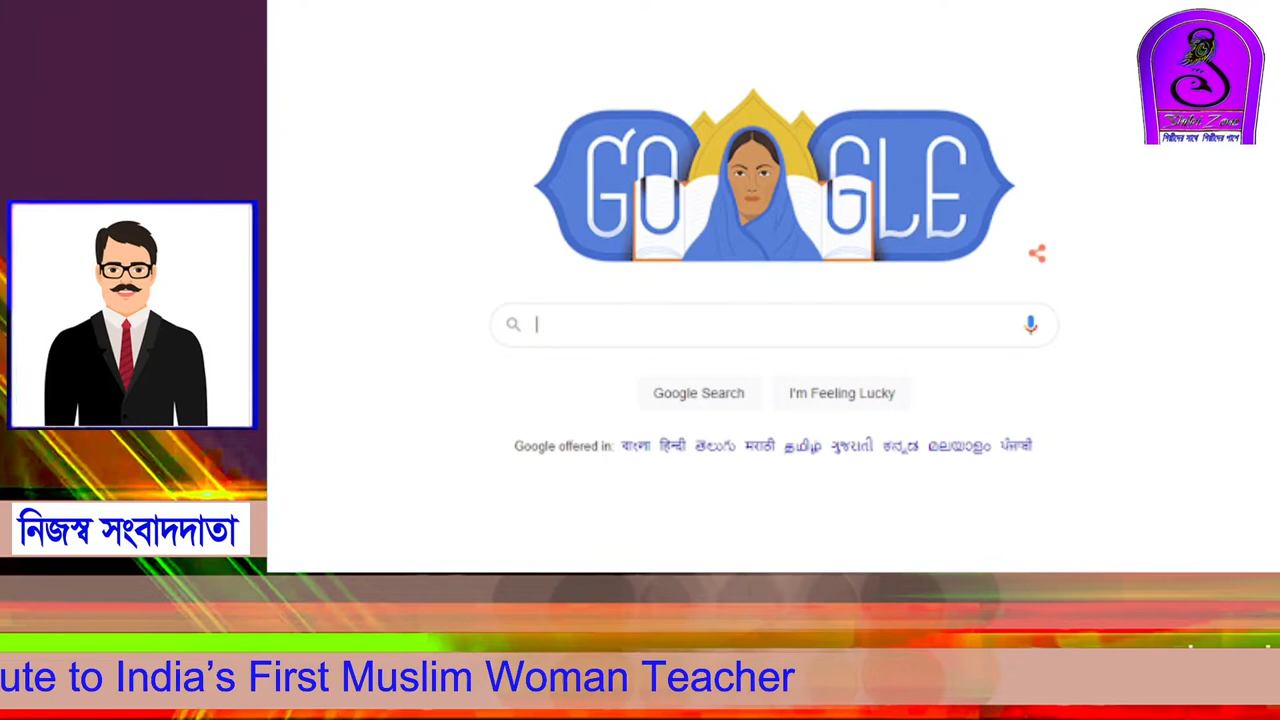 GOOGLE
Google Search
I'm Feeling Lucky
Google offered in: বাংলা हिन्दी తెలుగు मराठी தமிழ் ગુજરાતી ಕನ್ನಡ മലയാളം ਪੰਜਾਬੀ
শিল্পীদের সাথে শিল্পীদের পাশে
নিজস্ব সংবাদদাতা
ute to India’s First Muslim Woman Teacher